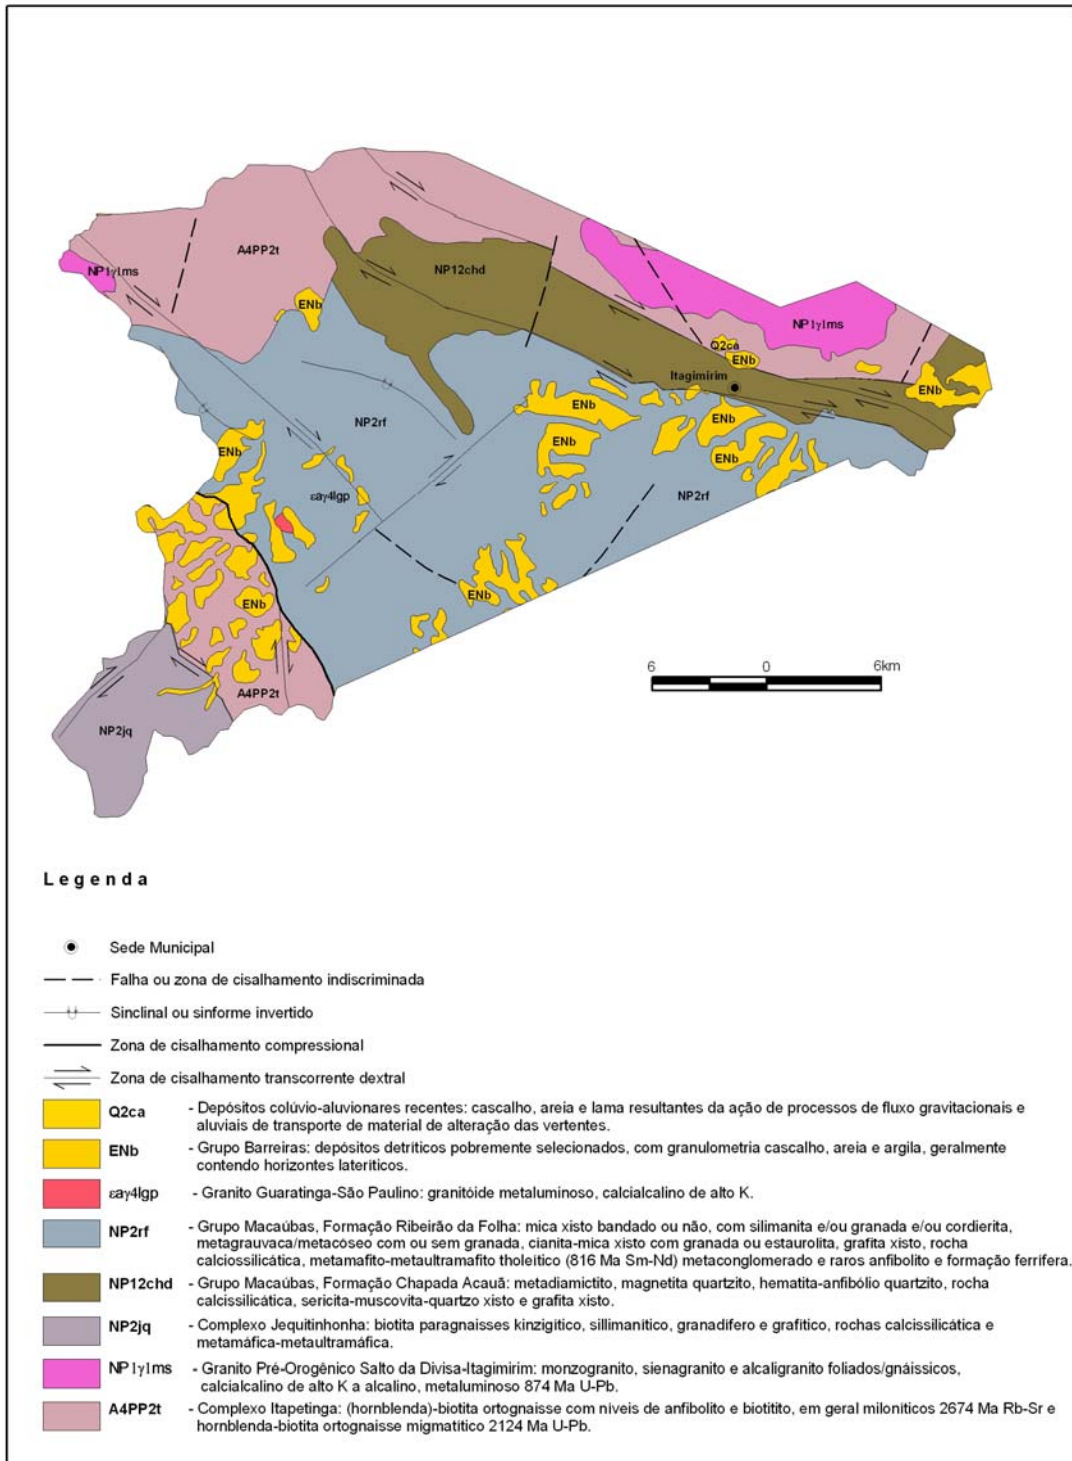 A4PP2t
NP1γ1ms
NP12chd
ENb
NP1γ1ms
Q2ca
ENb
Itagimirim
ENb
ENb
ENb
NP2rf
ENb
ENb
ENb
NP2rf
εaγ4lgp
ENb
ENb
A4PP2t
NP2jq
6 0 6km
Legenda
Sede Municipal
Falha ou zona de cisalhamento indiscriminada
Sinclinal ou sinforme invertido
Zona de cisalhamento compressional
Zona de cisalhamento transcorrente dextral
Q2ca - Depósitos colúvio-aluvionares recentes: cascalho, areia e lama resultantes da ação de processos de fluxo gravitacionais e
aluviais de transporte de material de alteração das vertentes.
ENb - Grupo Barreiras: depósitos detríticos pobremente selecionados, com granulometria cascalho, areia e argila, geralmente
contendo horizontes lateríticos.
εaγ4lgp - Granito Guaratinga-São Paulino: granitóide metaluminoso, calcialcalino de alto K.
NP2rf - Grupo Macaúbas, Formação Ribeirão da Folha: mica xisto bandado ou não, com silimanita e/ou granada e/ou cordierita,
metagrauvaca/metacóseo com ou sem granada, cianita-mica xisto com granada ou estaurolita, grafita xisto, rocha
calciossilicática, metamafito-metaultramafito tholeítico (816 Ma Sm-Nd) metaconglomerado e raros anfibolito e formação ferrífera.
NP12chd - Grupo Macaúbas, Formação Chapada Acauã: metadiamictito, magnetita quartzito, hematita-anfibólio quartzito, rocha
calcissilicática, sericita-muscovita-quartzo xisto e grafita xisto.
NP2jq - Complexo Jequitinhonha: biotita paragnaisses kinzigítico, sillimanítico, granadífero e grafitico, rochas calcissilicática e
metamáfica-metaultramáfica.
NP1γ1ms - Granito Pré-Orogênico Salto da Divisa-Itagimirim: monzogranito, sienagranito e alcaligranito foliados/gnáissicos,
calcialcalino de alto K a alcalino, metaluminoso 874 Ma U-Pb.
A4PP2t - Complexo Itapetinga: (hornblenda)-biotita ortognaisse com níveis de anfibolito e biotitito, em geral miloníticos 2674 Ma Rb-Sr e
hornblenda-biotita ortognaisse migmatítico 2124 Ma U-Pb.